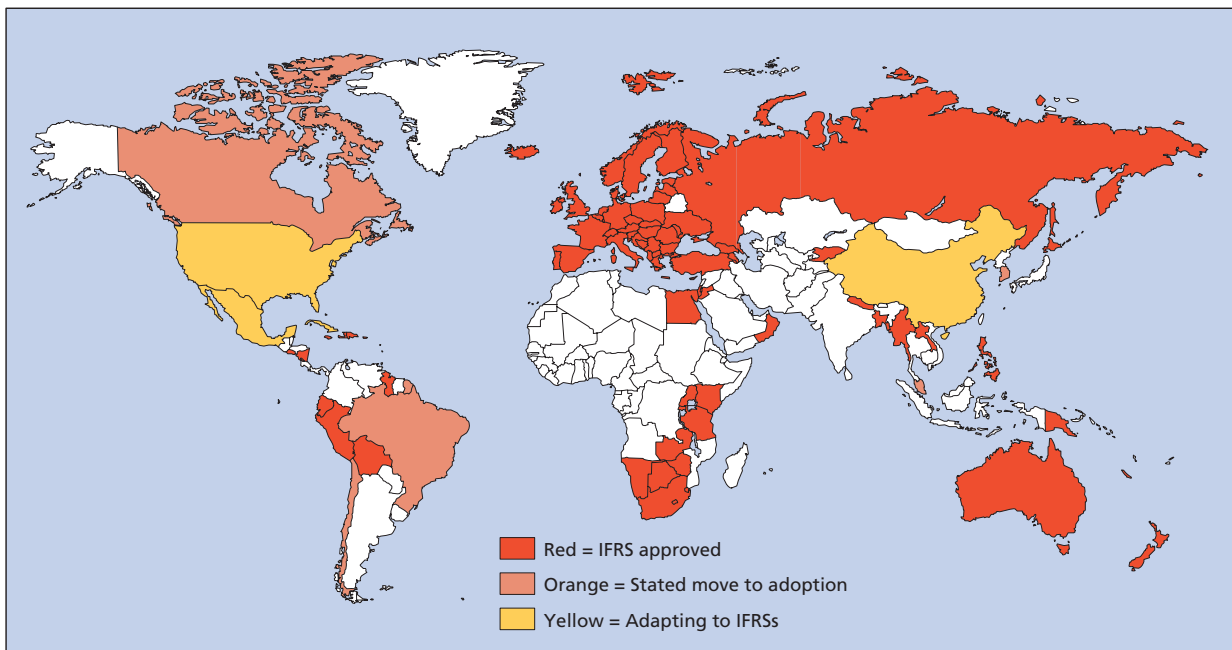 Red = IFRS approved
Orange = Stated move to adoption
Yellow = Adapting to IFRSs